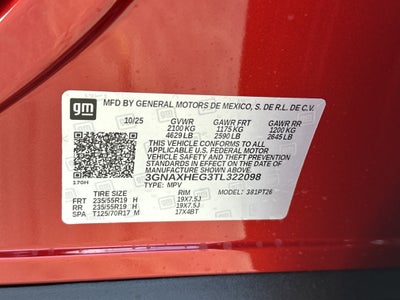 gm
MFD BY GENERAL MOTORS DE MEXICO, S. DE R.L. DE C.V.
10/25 GVWR GAWR FRT GAWR RR
2100 KG 1175 KG 1200 KG
4629 LB 2590 LB 2645 LB
THIS VEHICLE CONFORMS TO ALL
APPLICABLE U.S. FEDERAL MOTOR
VEHICLE SAFETY AND THEFT PREVENTION
STANDARDS IN EFFECT ON THE DATE OF
MANUFACTURE SHOWN ABOVE.
3GNAXHEG3TL322098
170H TYPE: MPV MODEL: 381PT26
TIRE SIZE RIM
FRT 235/55R19 H 19X7.5J
RR 235/55R19 H 19X7.5J
SPA T125/70R17 M 17X4BT